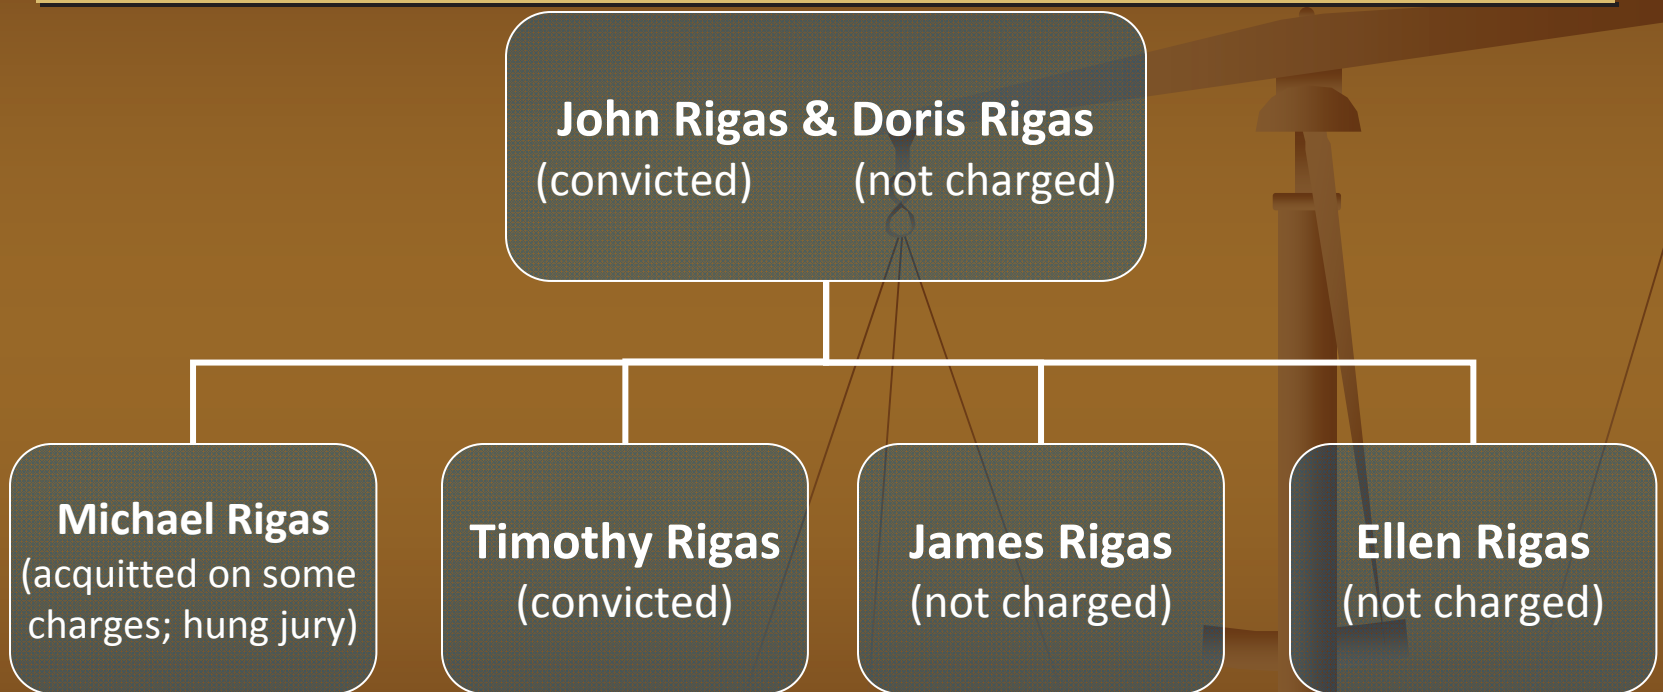 John Rigas & Doris Rigas
(convicted) (not charged)
Michael Rigas
(acquitted on some
charges; hung jury)
Timothy Rigas
(convicted)
James Rigas
(not charged)
Ellen Rigas
(not charged)